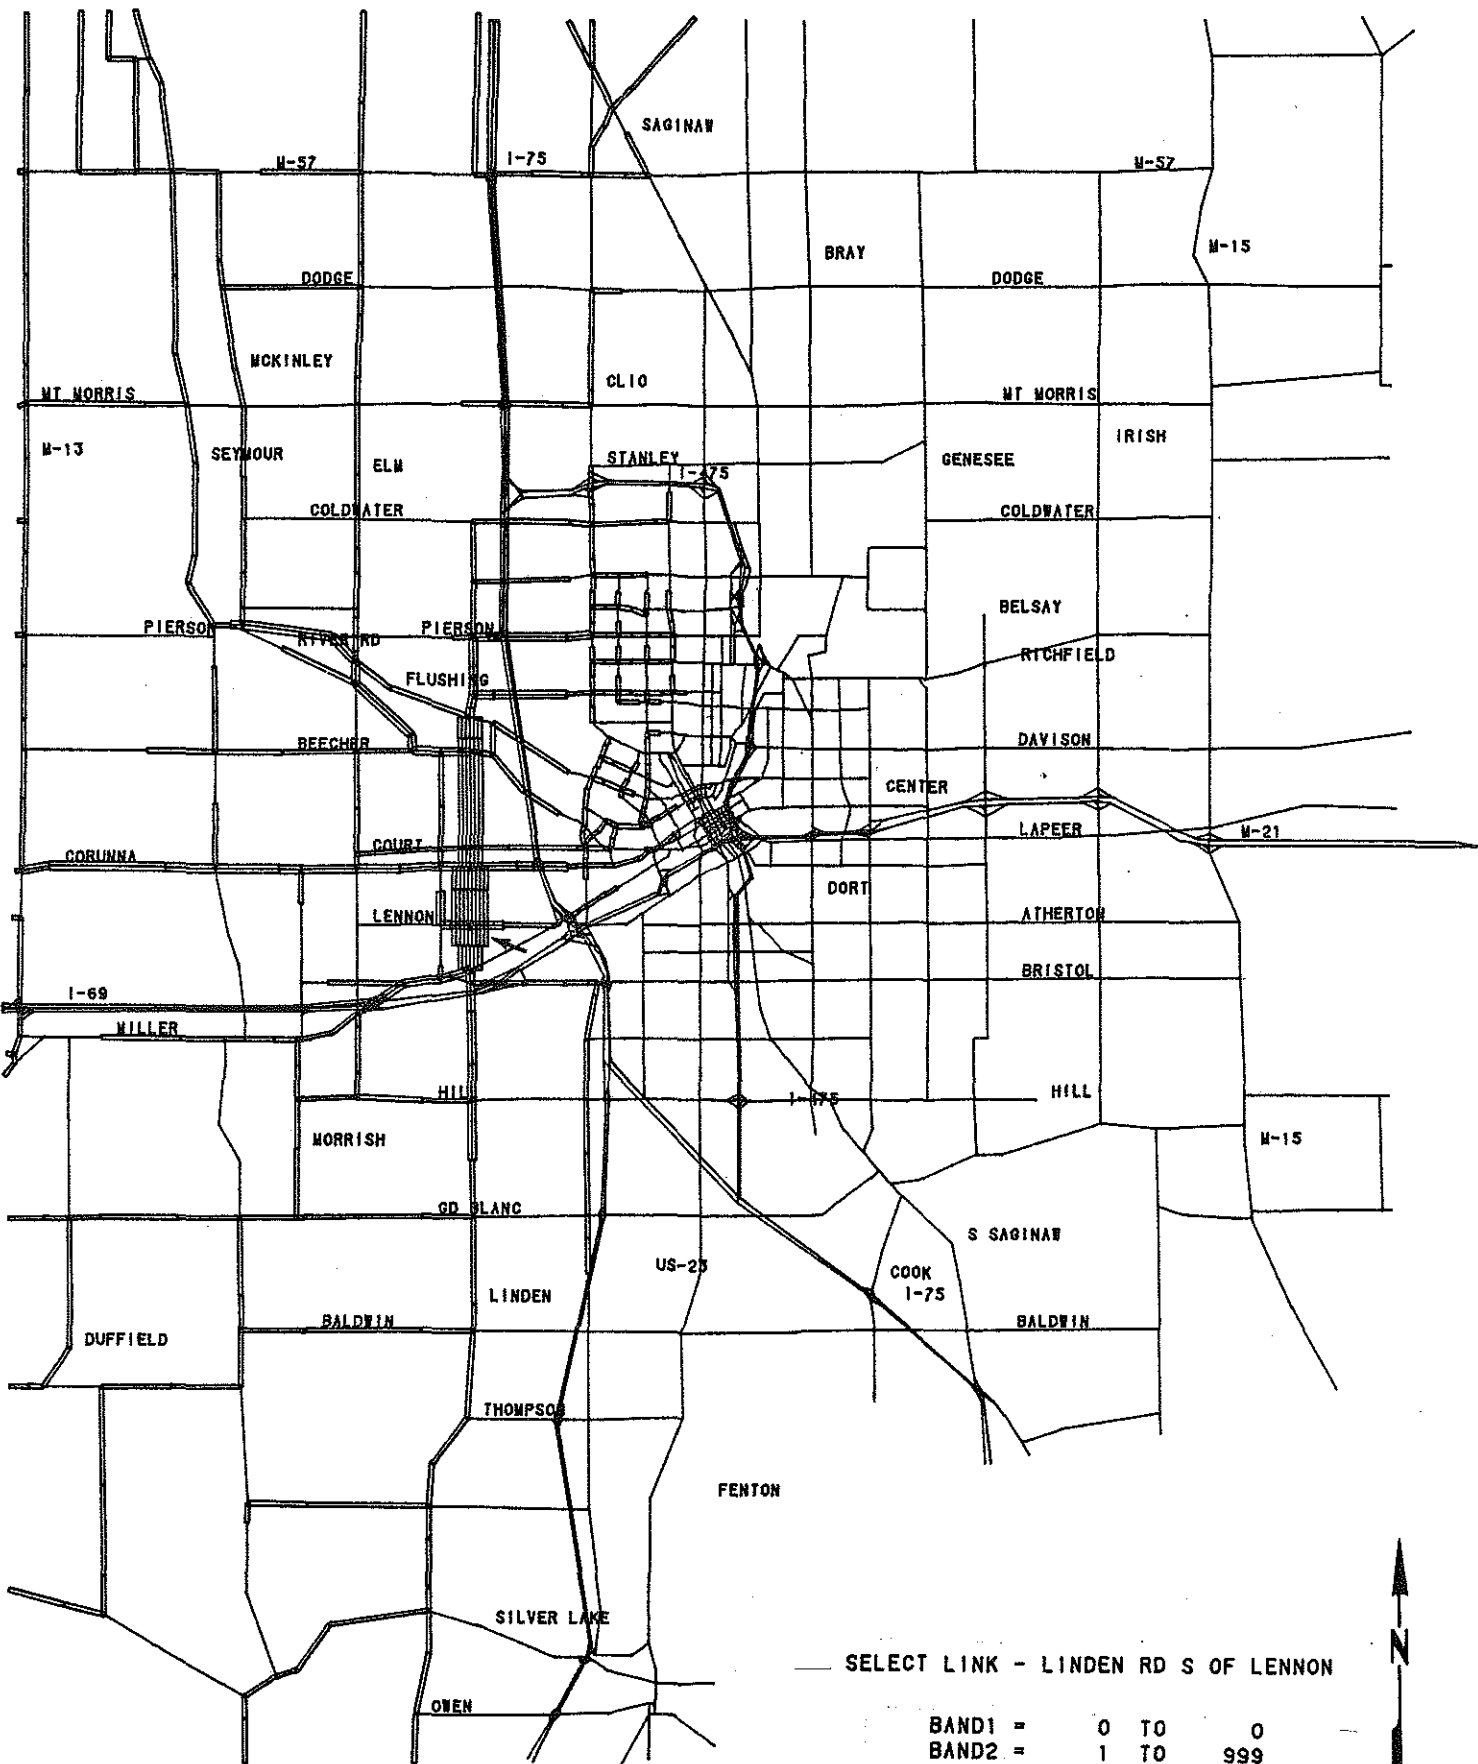 SAGINAW
M-57
I-75
M-57
BRAY
M-15
DODGE
DODGE
MCKINLEY
CLIO
MT MORRIS
MT MORRIS
IRISH
M-13
SEYMOUR
ELM
STANLEY
I-475
GENESEE
COLDWATER
COLDWATER
BELSAY
PIERSON
RIVER RD
PIERSON
RICHFIELD
FLUSHING
BEECHER
DAVISON
CENTER
COURT
LAPEER
M-21
CORUNNA
DORT
LENNON
ATHERTON
BRISTOL
I-69
MILLER
HILL
I-475
HILL
MORRISH
M-15
GD BLANC
S SAGINAW
US-23
COOK
I-75
LINDEN
BALDWIN
BALDWIN
DUFFIELD
THOMPSON
FENTON
SILVER LAKE
N
SELECT LINK - LINDEN RD S OF LENNON
OWEN
BAND1 = 0 TO 0
BAND2 = 1 TO 999